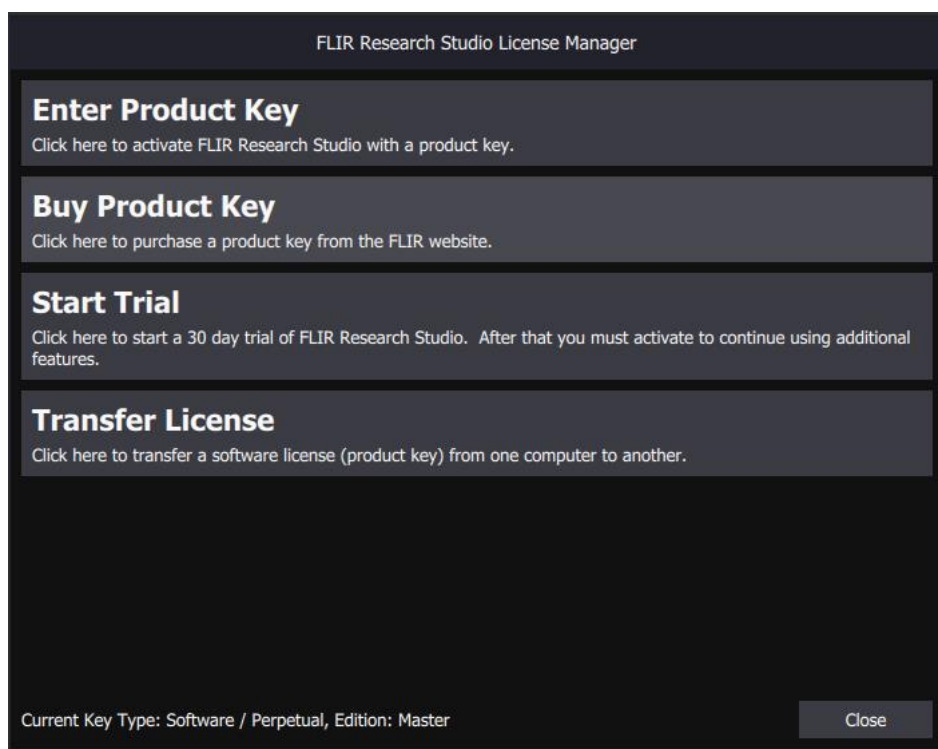 FLIR Research Studio License Manager
Enter Product Key
Click here to activate FLIR Research Studio with a product key.
Buy Product Key
Click here to purchase a product key from the FLIR website.
Start Trial
Click here to start a 30 day trial of FLIR Research Studio.  After that you must activate to continue using additional
features.
Transfer License
Click here to transfer a software license (product key) from one computer to another.
Current Key Type: Software / Perpetual, Edition: Master
Close